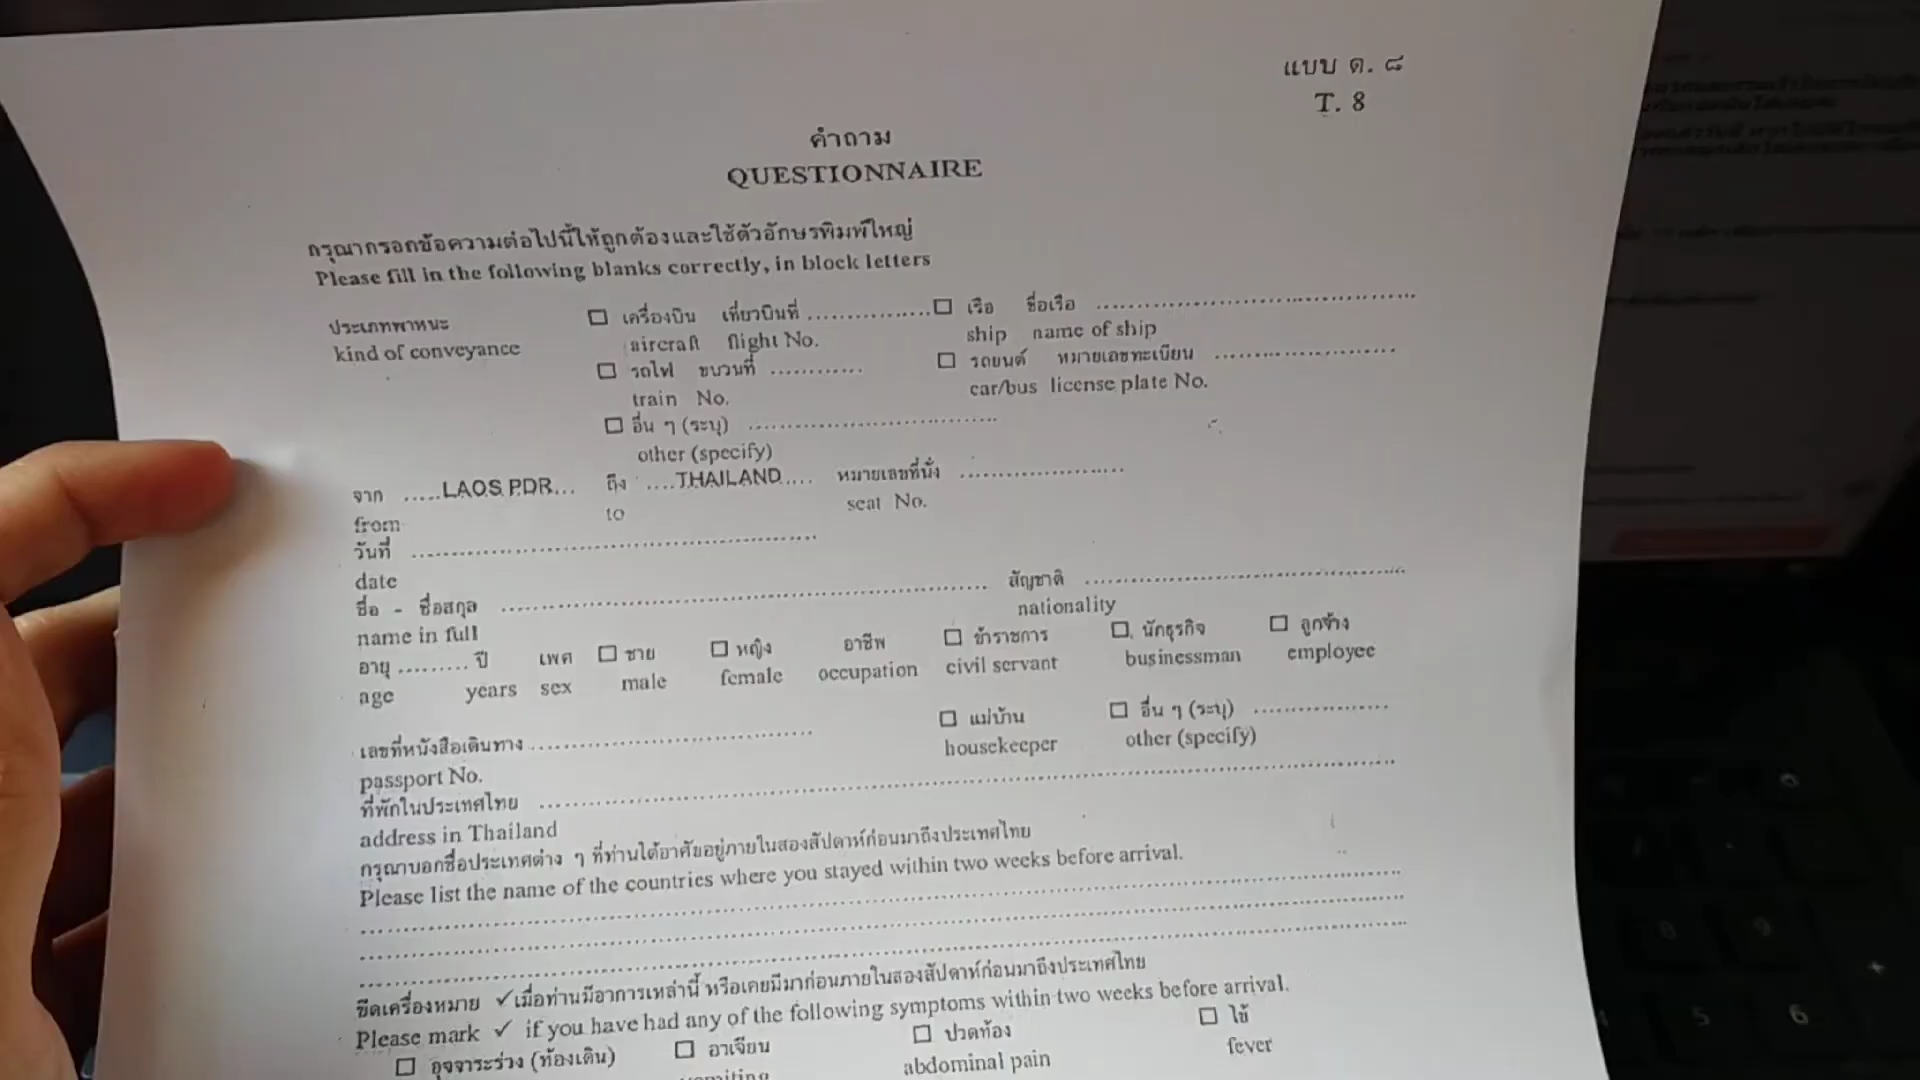 แบบ ต. ๘
T. 8
คำถาม
QUESTIONNAIRE
กรุณากรอกข้อความต่อไปนี้ให้ถูกต้องและใช้ตัวอักษรพิมพ์ใหญ่
Please fill in the following blanks correctly, in block letters
ประเภทพาหนะ ☐ เครื่องบิน เที่ยวบินที่ ............... ☐ เรือ ชื่อเรือ ........................................
kind of conveyance aircraft flight No. ship name of ship
☐ รถไฟ ขบวนที่ ............ ☐ รถยนต์ หมายเลขทะเบียน ..........................
train No. car/bus license plate No.
☐ อื่น ๆ (ระบุ) ...................................
other (specify)
จาก .....LAOS PDR... ถึง ....THAILAND.... หมายเลขที่นั่ง .......................
from to seat No.
วันที่ .......................................................
date
ชื่อ - ชื่อสกุล .................................................................. สัญชาติ ............................................
name in full nationality
อายุ ......... ปี เพศ ☐ ชาย ☐ หญิง อาชีพ ☐ ข้าราชการ ☐ นักธุรกิจ ☐ ลูกจ้าง
age years sex male female occupation civil servant businessman employee
เลขที่หนังสือเดินทาง ....................................... ☐ แม่บ้าน ☐ อื่น ๆ (ระบุ) ...................
passport No. housekeeper other (specify)
ที่พักในประเทศไทย ....................................................................................................
address in Thailand
กรุณาบอกชื่อประเทศต่าง ๆ ที่ท่านได้อาศัยอยู่ภายในสองสัปดาห์ก่อนมาถึงประเทศไทย
Please list the name of the countries where you stayed within two weeks before arrival.
ขีดเครื่องหมาย ✓ เมื่อท่านมีอาการเหล่านี้ หรือเคยมีมาก่อนภายในสองสัปดาห์ก่อนมาถึงประเทศไทย
Please mark ✓ if you have had any of the following symptoms within two weeks before arrival.
☐ อุจจาระร่วง (ท้องเดิน) ☐ อาเจียน ☐ ปวดท้อง ☐ ไข้
vomiting abdominal pain fever